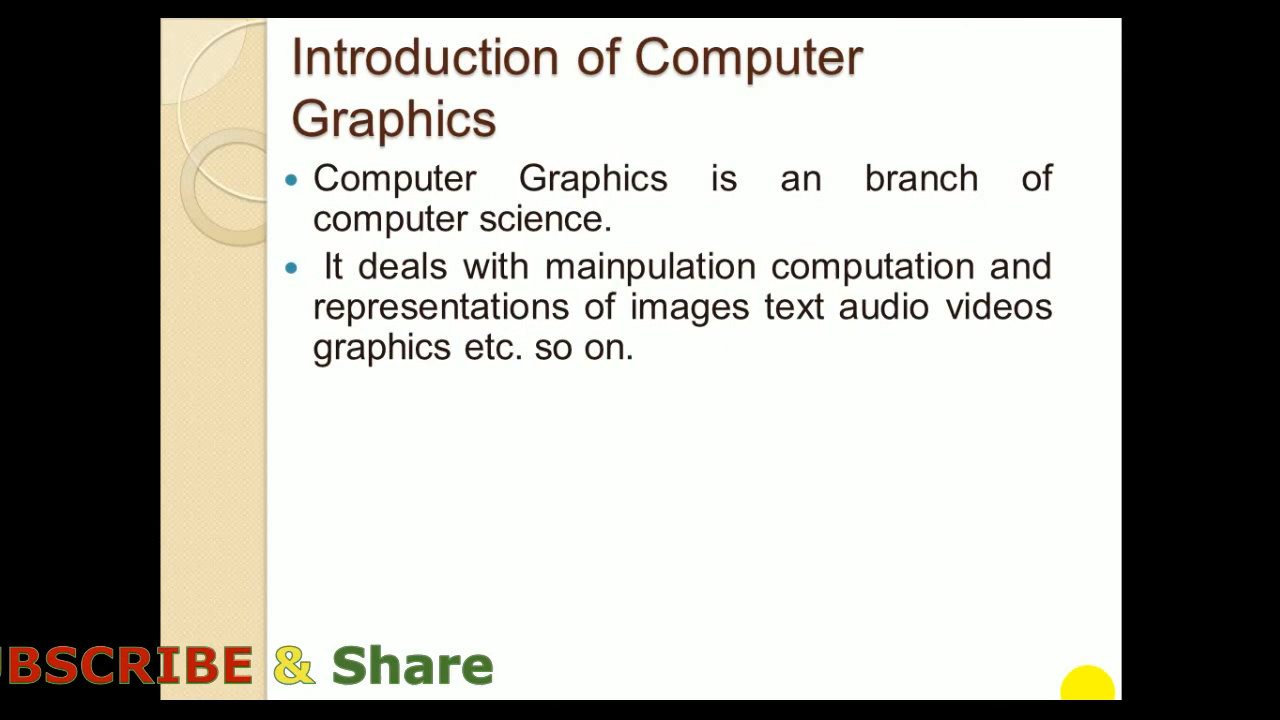 Introduction of Computer
Graphics
• Computer Graphics is an branch of
computer science.
• It deals with mainpulation computation and
representations of images text audio videos
graphics etc. so on.
UBSCRIBE & Share